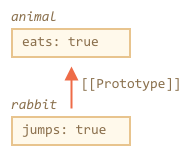 animal
eats: true
[[Prototype]]
rabbit
jumps: true